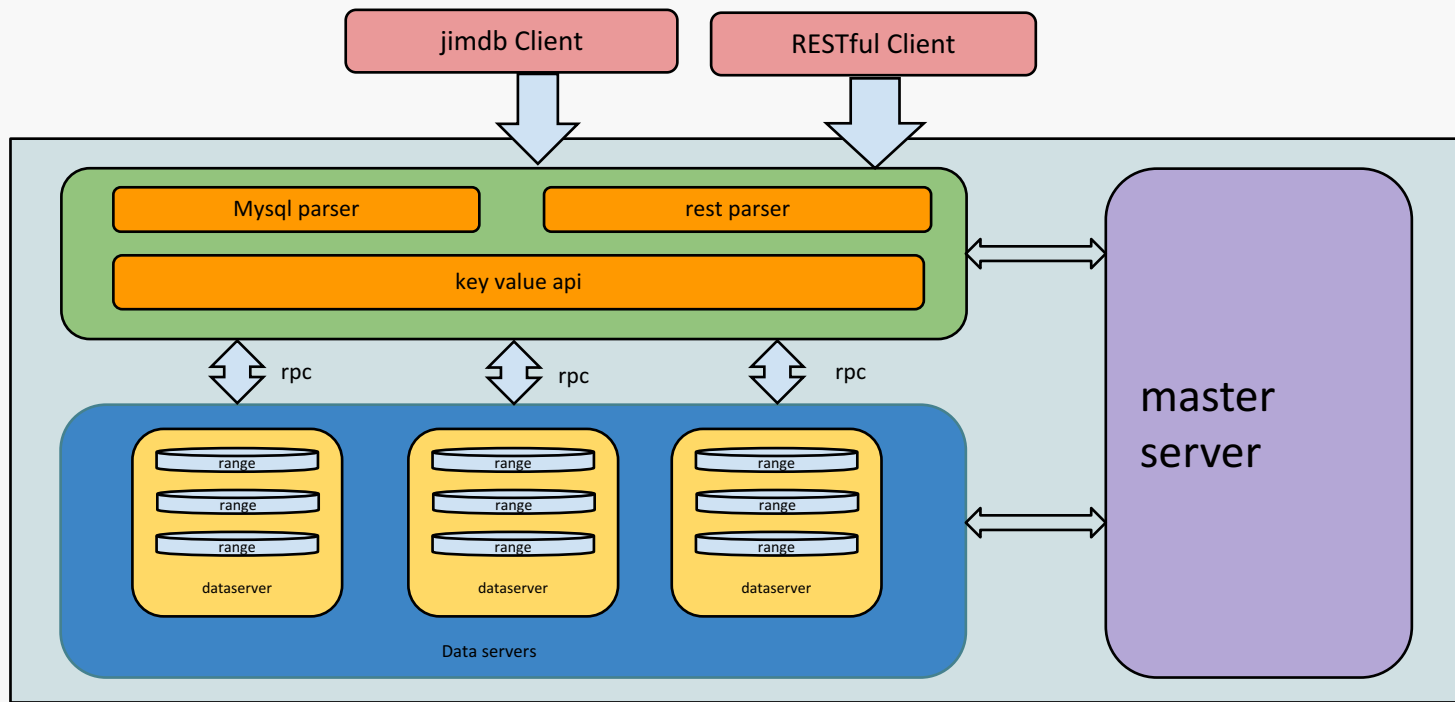 jimdb Client
RESTful Client
Mysql parser
rest parser
key value api
rpc
rpc
rpc
master
server
range
range
range
dataserver
range
range
range
dataserver
range
range
range
dataserver
Data servers